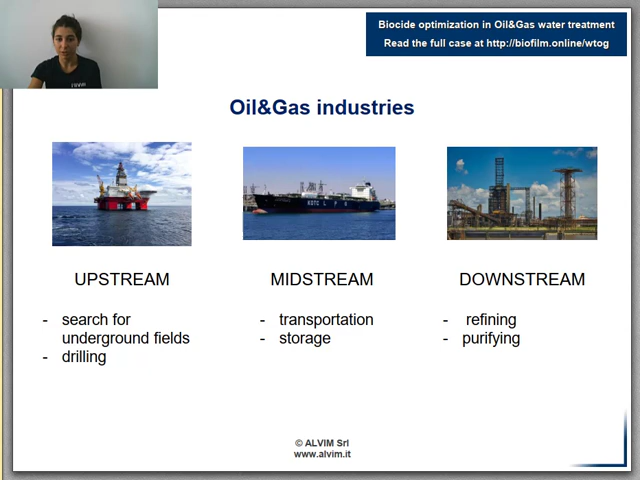 Biocide optimization in Oil&Gas water treatment
Read the full case at http://biofilm.online/wtog
Oil&Gas industries
KOTC L P G
UPSTREAM
MIDSTREAM
DOWNSTREAM
- search for
underground fields
- drilling
- transportation
- storage
- refining
- purifying
© ALVIM Srl
www.alvim.it